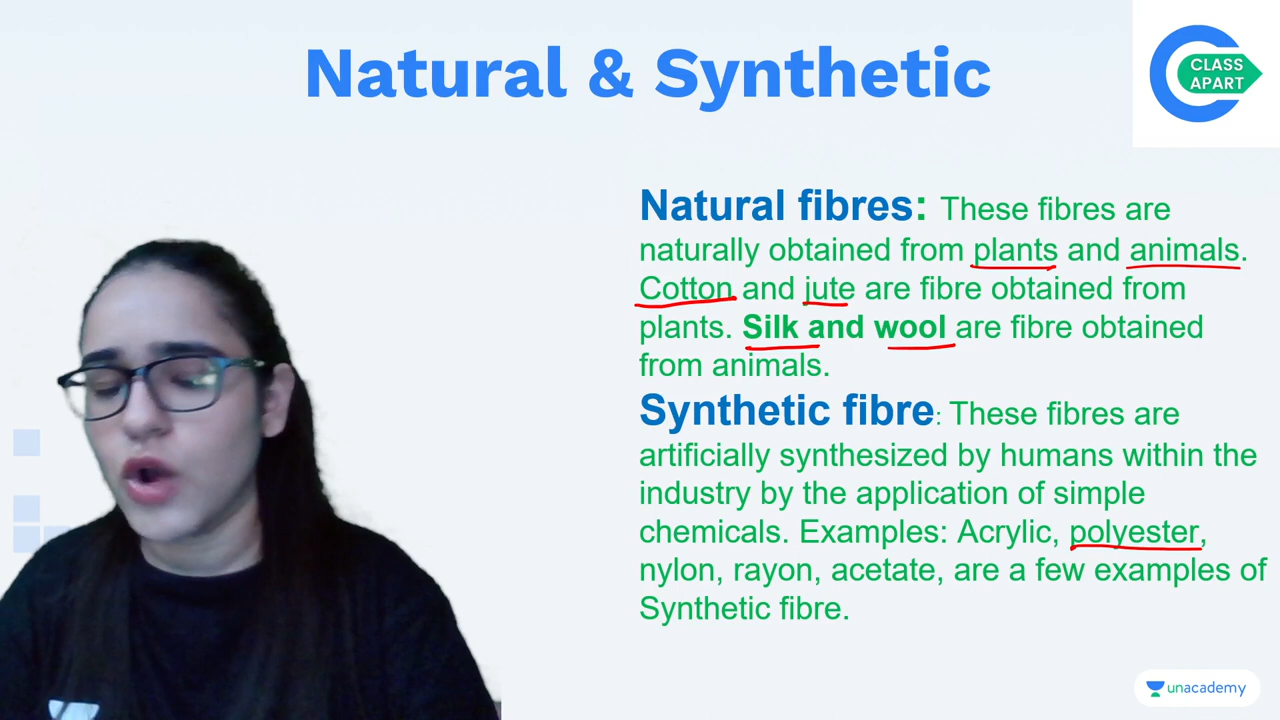 Natural & Synthetic
CLASS
APART
Natural fibres: These fibres are
naturally obtained from plants and animals.
Cotton and jute are fibre obtained from
plants. Silk and wool are fibre obtained
from animals.
Synthetic fibre: These fibres are
artificially synthesized by humans within the
industry by the application of simple
chemicals. Examples: Acrylic, polyester,
nylon, rayon, acetate, are a few examples of
Synthetic fibre.
unacademy